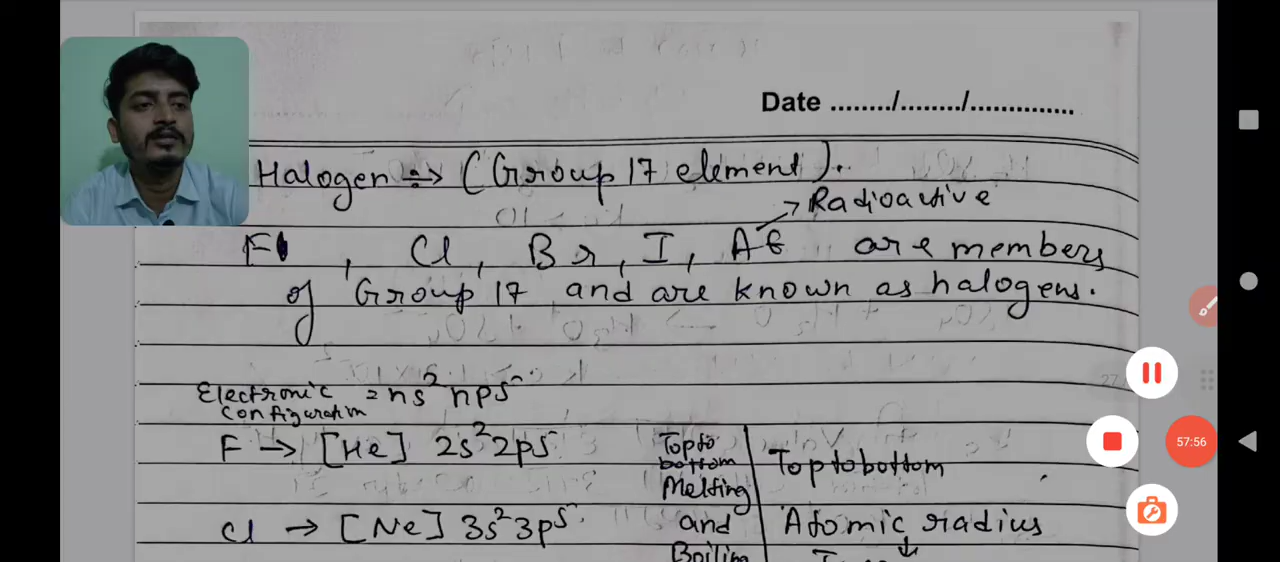 Date ......../......../..............
Halogen ÷→ (Group 17 element).
→ Radioactive
F, Cl, Br, I, At are members
of Group 17 and are known as halogens.
Electronic Configuration = ns² np⁵
F → [He] 2s² 2p⁵
Cl → [Ne] 3s² 3p⁵
Top to
bottom
Melting
and
Boiling
Top to bottom
Atomic radius
57:56